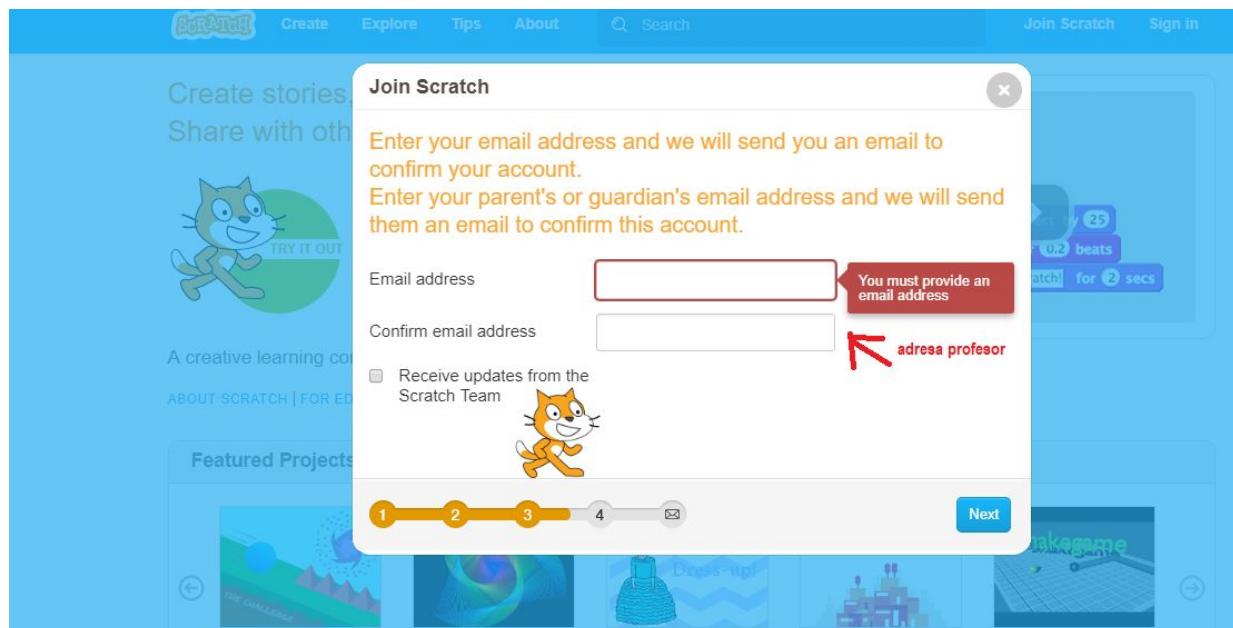 SCRATCH Create Explore Tips About Search Join Scratch Sign in
Create stories,
Share with oth
TRY IT OUT
A creative learning co
ABOUT SCRATCH | FOR ED
Join Scratch
Enter your email address and we will send you an email to
confirm your account.
Enter your parent's or guardian's email address and we will send
them an email to confirm this account.
Email address
You must provide an
email address
Confirm email address
adresa profesor
Receive updates from the
Scratch Team
1 2 3 4
Next
25
0.2 beats
for 2 secs
Featured Projects
THE CHALLENGE
Dress-up!
makegame